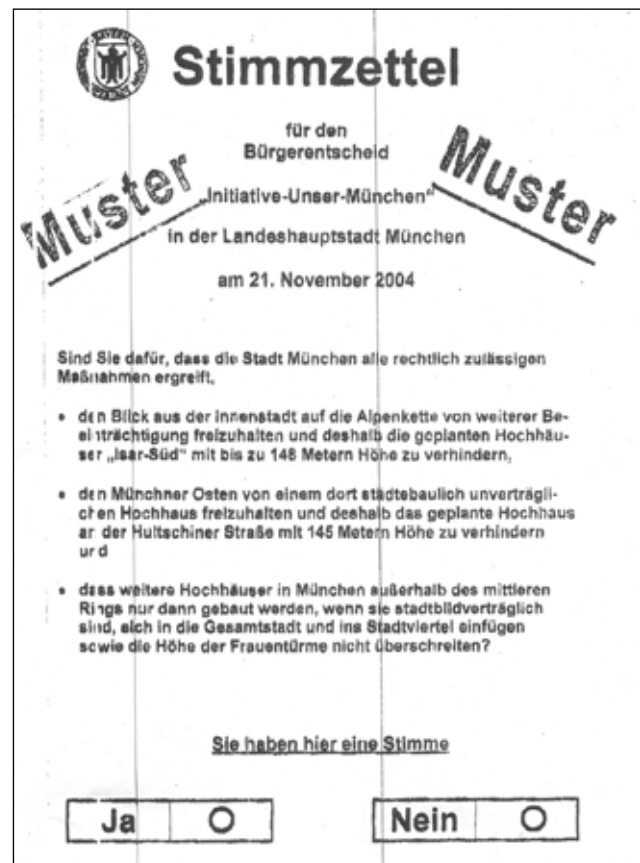 Stimmzettel
für den
Bürgerentscheid
Muster
Muster
„Initiative-Unser-München“
in der Landeshauptstadt München
am 21. November 2004
Sind Sie dafür, dass die Stadt München alle rechtlich zulässigen
Maßnahmen ergreift,
• den Blick aus der Innenstadt auf die Alpenkette von weiterer Be-
einträchtigung freizuhalten und deshalb die geplanten Hochhäu-
ser „Isar-Süd“ mit bis zu 148 Metern Höhe zu verhindern,
• den Münchner Osten von einem dort städtebaulich unverträgli-
chen Hochhaus freizuhalten und deshalb das geplante Hochhaus
an der Hultschiner Straße mit 145 Metern Höhe zu verhindern
und
• dass weitere Hochhäuser in München außerhalb des mittleren
Rings nur dann gebaut werden, wenn sie stadtbildverträglich
sind, sich in die Gesamtstadt und ins Stadtviertel einfügen
sowie die Höhe der Frauentürme nicht überschreiten?
Sie haben hier eine Stimme
Ja
Nein